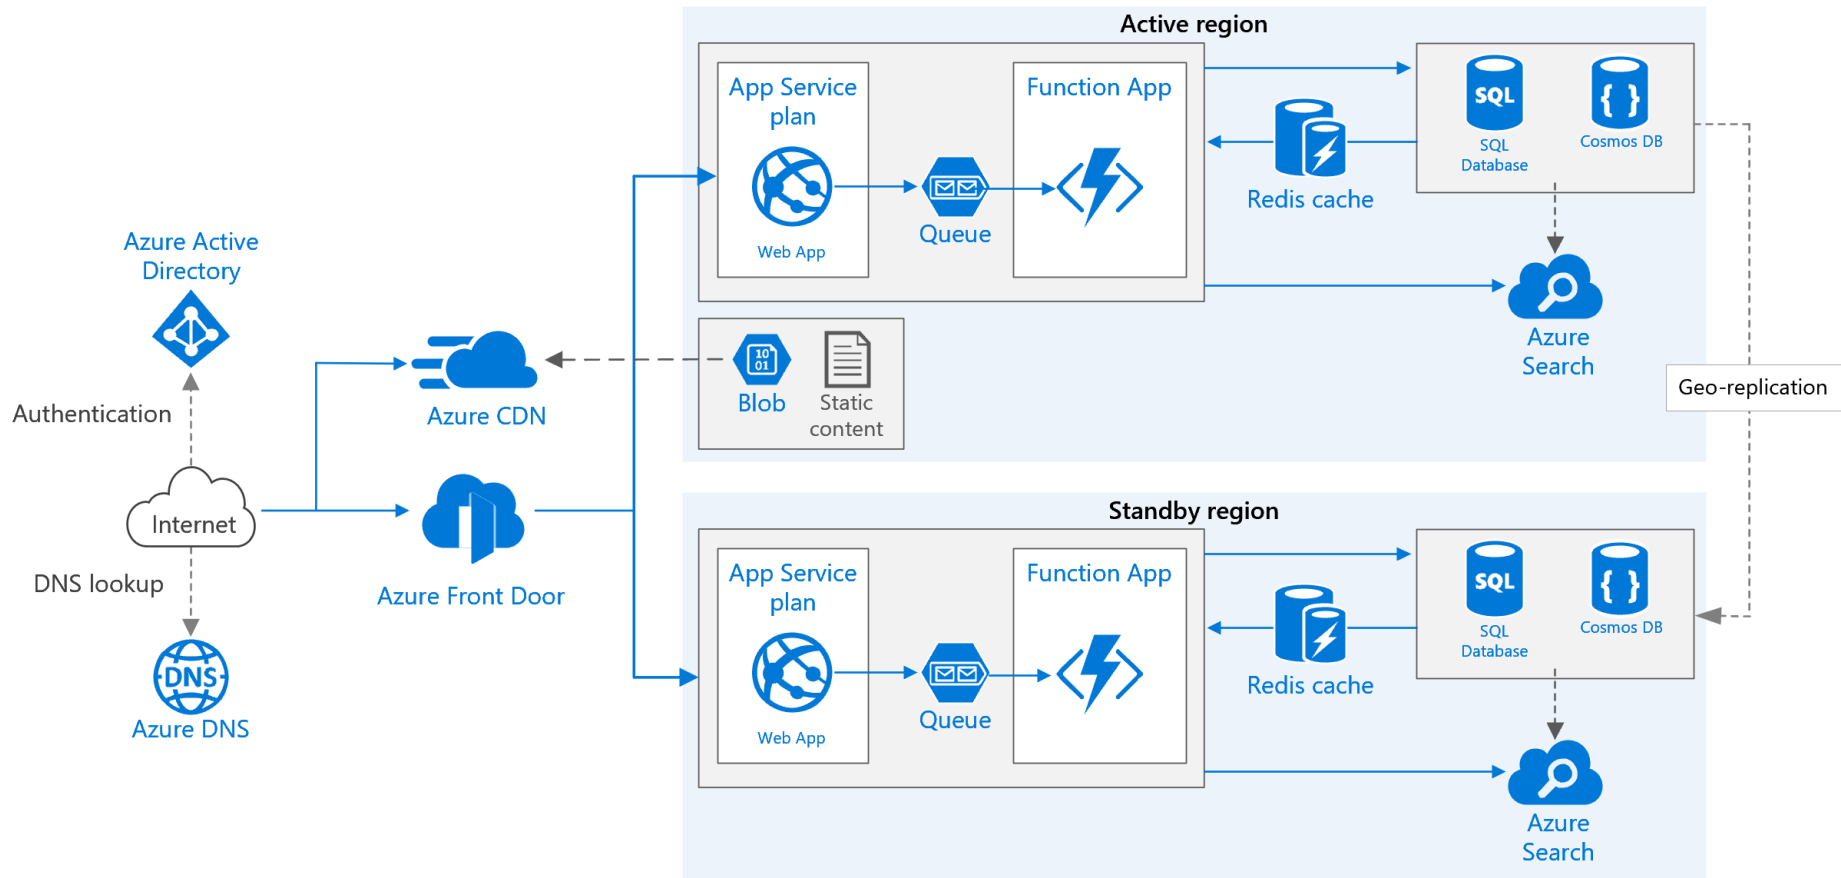 Active region
App Service
plan
Web App
Queue
Function App
Redis cache
SQL
SQL
Database
{ }
Cosmos DB
Azure
Search
Azure Active
Directory
Authentication
Internet
DNS lookup
DNS
Azure DNS
Azure CDN
Azure Front Door
10
01
Blob
Static
content
Geo-replication
Standby region
App Service
plan
Web App
Queue
Function App
Redis cache
SQL
SQL
Database
{ }
Cosmos DB
Azure
Search